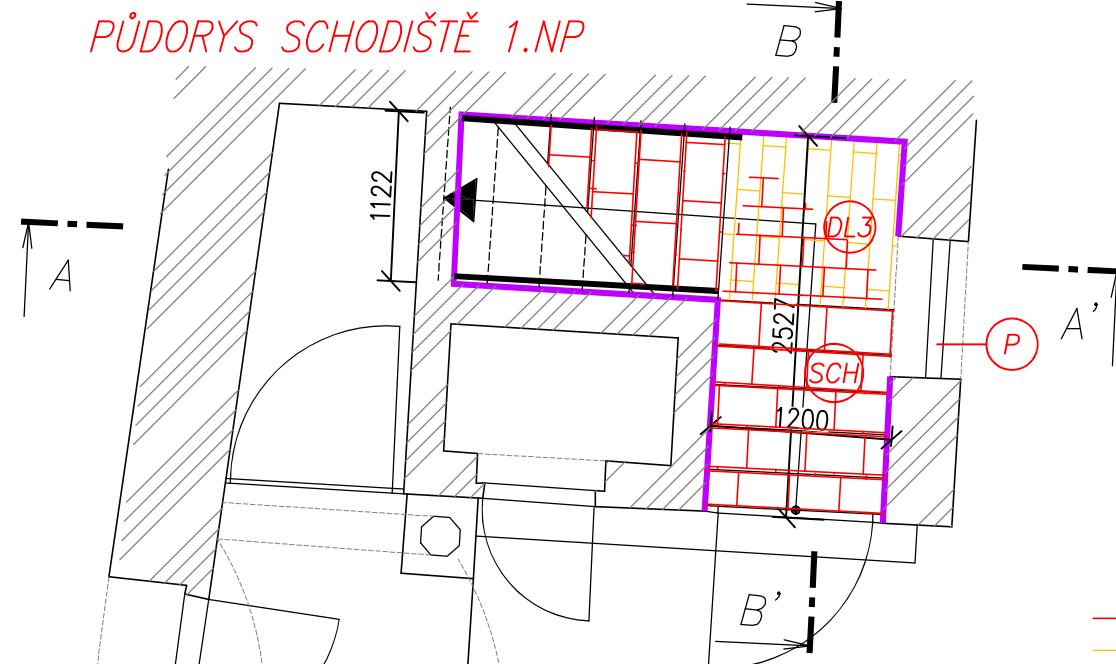 PŮDORYS SCHODIŠTĚ 1.NP
B
1122
DL3
A
A'
P
2527
SCH
1200
B'